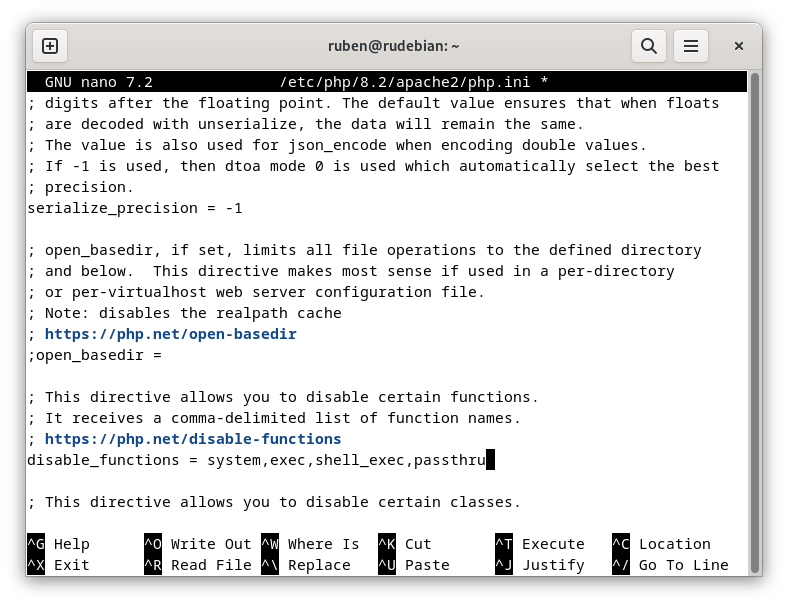 ruben@rudebian: ~
GNU nano 7.2 /etc/php/8.2/apache2/php.ini *
; digits after the floating point. The default value ensures that when floats
; are decoded with unserialize, the data will remain the same.
; The value is also used for json_encode when encoding double values.
; If -1 is used, then dtoa mode 0 is used which automatically select the best
; precision.
serialize_precision = -1
; open_basedir, if set, limits all file operations to the defined directory
; and below.  This directive makes most sense if used in a per-directory
; or per-virtualhost web server configuration file.
; Note: disables the realpath cache
; https://php.net/open-basedir
;open_basedir =
; This directive allows you to disable certain functions.
; It receives a comma-delimited list of function names.
; https://php.net/disable-functions
disable_functions = system,exec,shell_exec,passthru
; This directive allows you to disable certain classes.
^G Help ^O Write Out ^W Where Is ^K Cut ^T Execute ^C Location
^X Exit ^R Read File ^\ Replace ^U Paste ^J Justify ^/ Go To Line